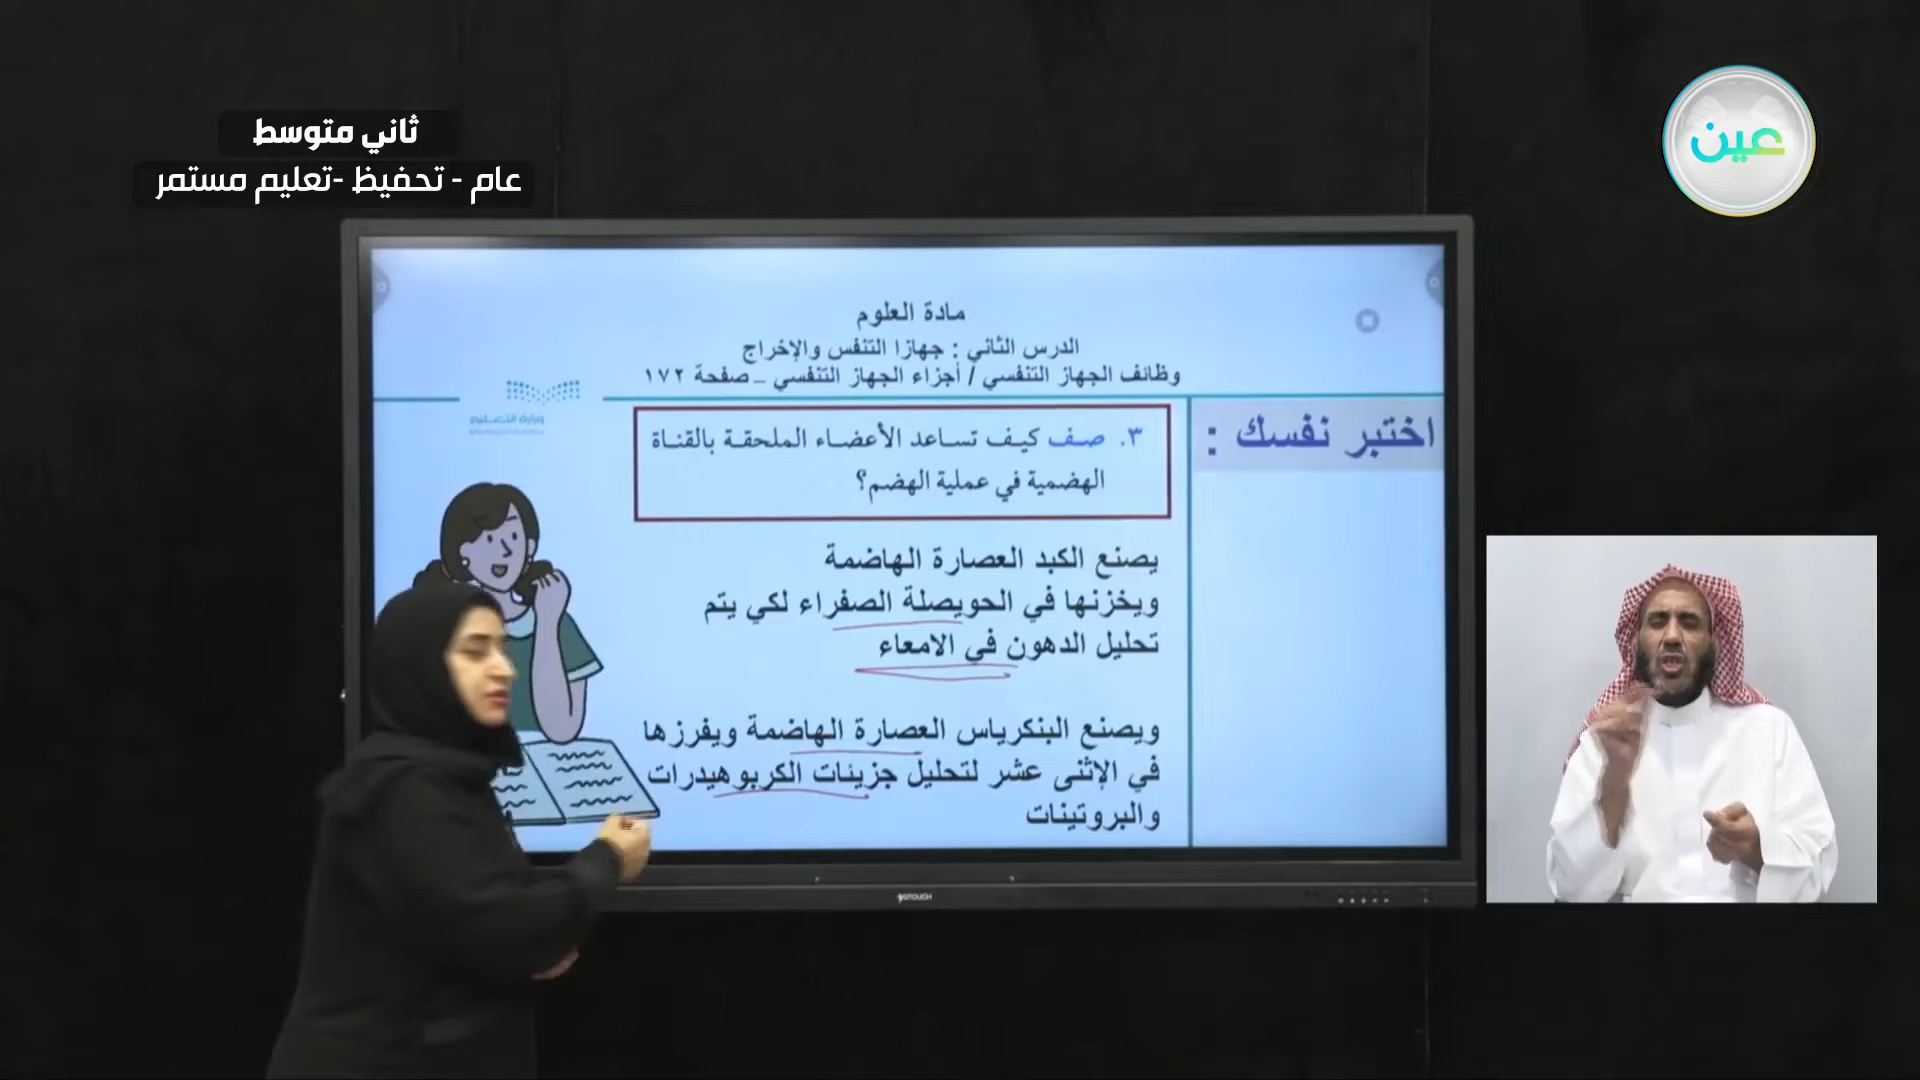 ثاني متوسط
عام - تحفيظ -تعليم مستمر
عين
مادة العلوم
الدرس الثاني : جهازا التنفس والإخراج
وظائف الجهاز التنفسي / أجزاء الجهاز التنفسي – صفحة ١٧٢
وزارة التعليم
اختبر نفسك :
٣. صف كيف تساعد الأعضاء الملحقة بالقناة
الهضمية في عملية الهضم؟
يصنع الكبد العصارة الهاضمة
ويخزنها في الحويصلة الصفراء لكي يتم
تحليل الدهون في الامعاء
ويصنع البنكرياس العصارة الهاضمة ويفرزها
في الإثنى عشر لتحليل جزيئات الكربوهيدرات
والبروتينات